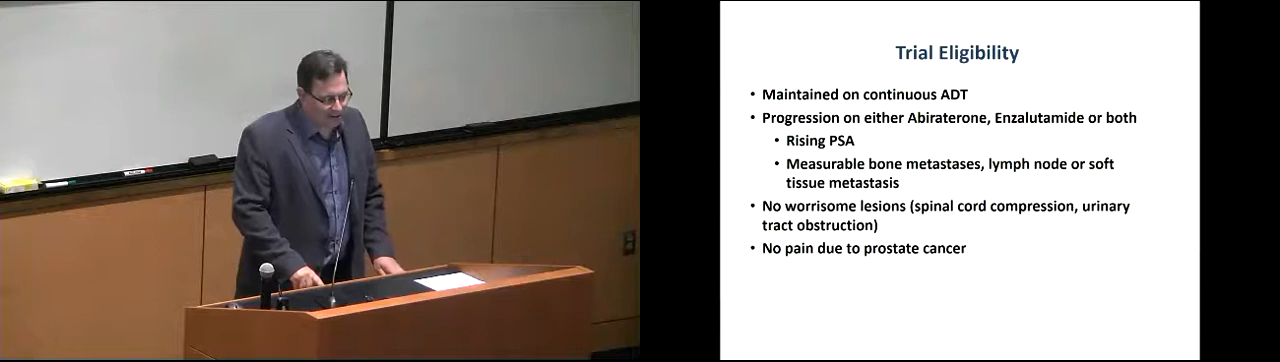 Trial Eligibility
• Maintained on continuous ADT
• Progression on either Abiraterone, Enzalutamide or both
• Rising PSA
• Measurable bone metastases, lymph node or soft
tissue metastasis
• No worrisome lesions (spinal cord compression, urinary
tract obstruction)
• No pain due to prostate cancer